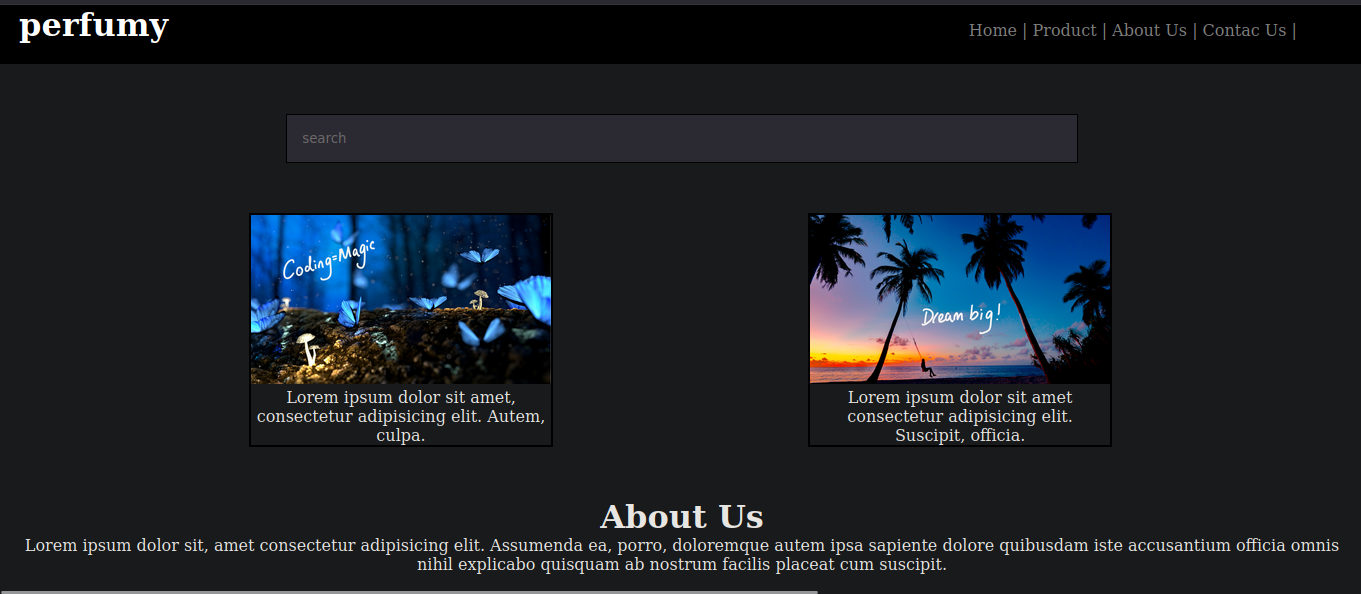 perfumy
Home | Product | About Us | Contac Us |
search
Coding=Magic
Dream big!
Lorem ipsum dolor sit amet,
consectetur adipisicing elit. Autem,
culpa.
Lorem ipsum dolor sit amet
consectetur adipisicing elit.
Suscipit, officia.
About Us
Lorem ipsum dolor sit, amet consectetur adipisicing elit. Assumenda ea, porro, doloremque autem ipsa sapiente dolore quibusdam iste accusantium officia omnis
nihil explicabo quisquam ab nostrum facilis placeat cum suscipit.